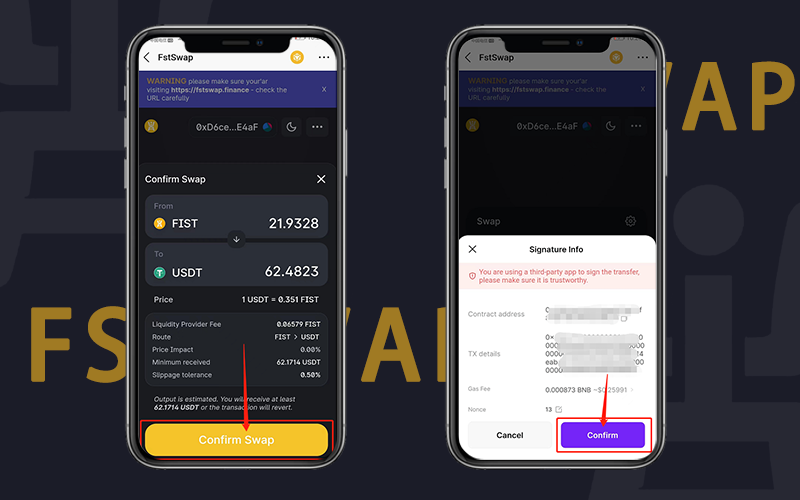 FstSwap
WARNING please make sure your'ar
visiting https://fstswap.finance - check the
URL carefully
X
0xD6ce...E4aF
Confirm Swap
From
FIST
21.9328
To
USDT
62.4823
Price
1 USDT = 0.351 FIST
Liquidity Provider Fee
0.06579 FIST
Route
FIST > USDT
Price Impact
0.00%
Minimum received
62.1714 USDT
Slippage tolerance
0.50%
Output is estimated. You will receive at least
62.1714 USDT or the transaction will revert.
Confirm Swap
FstSwap
WARNING please make sure your'ar
visiting https://fstswap.finance - check the
URL carefully
X
0xD6ce...E4aF
Swap
Signature Info
You are using a third-party app to sign the transfer,
please make sure it is trustworthy.
Contract address
TX details
Gas Fee
0.000873 BNB
Nonce
13
Cancel
Confirm